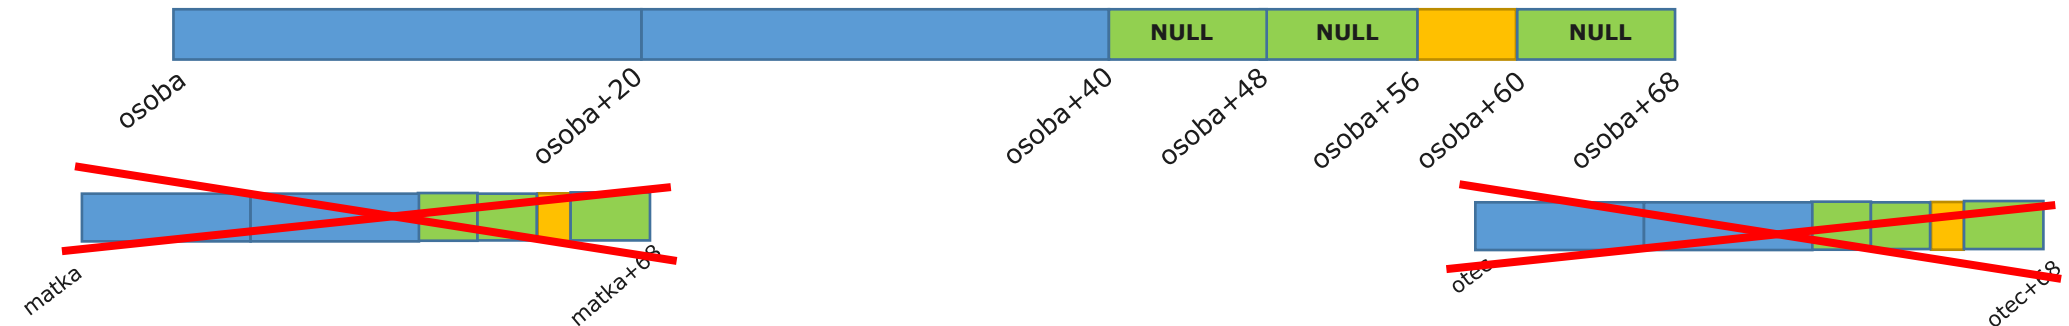 NULL
NULL
NULL
osoba
osoba+20
osoba+40
osoba+48
osoba+56
osoba+60
osoba+68
matka
matka+68
otec
otec+68